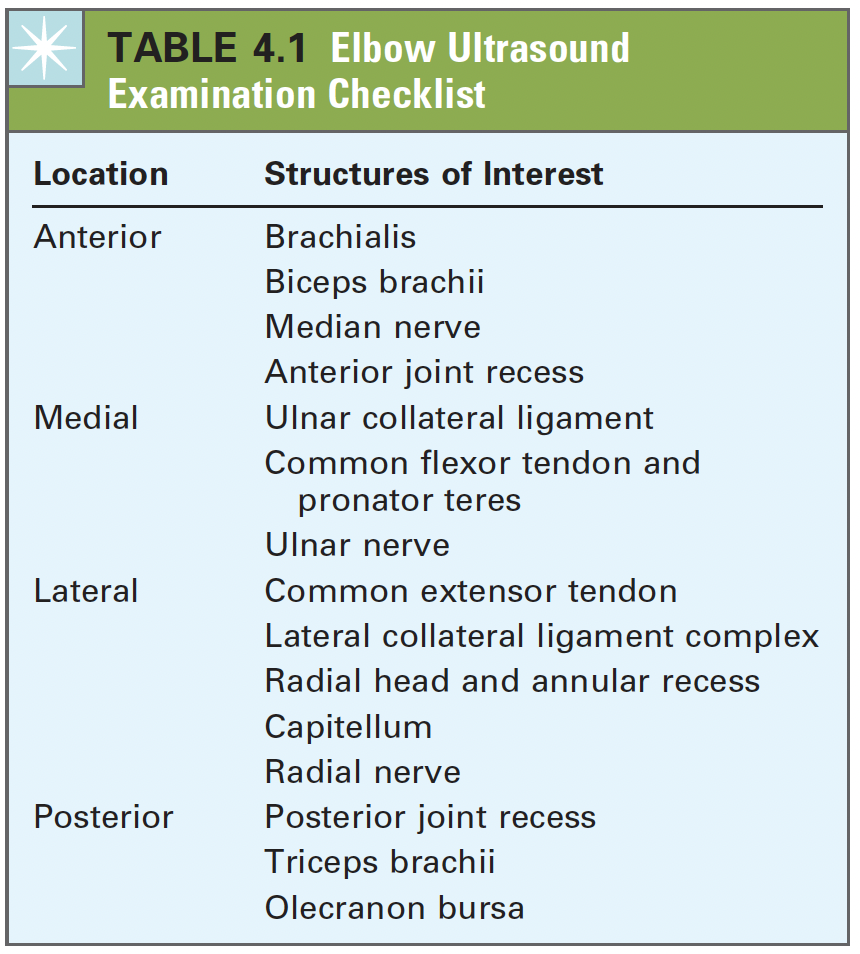 TABLE 4.1 Elbow Ultrasound
Examination Checklist
Location Structures of Interest
Anterior Brachialis
Biceps brachii
Median nerve
Anterior joint recess
Medial Ulnar collateral ligament
Common flexor tendon and
pronator teres
Ulnar nerve
Lateral Common extensor tendon
Lateral collateral ligament complex
Radial head and annular recess
Capitellum
Radial nerve
Posterior Posterior joint recess
Triceps brachii
Olecranon bursa